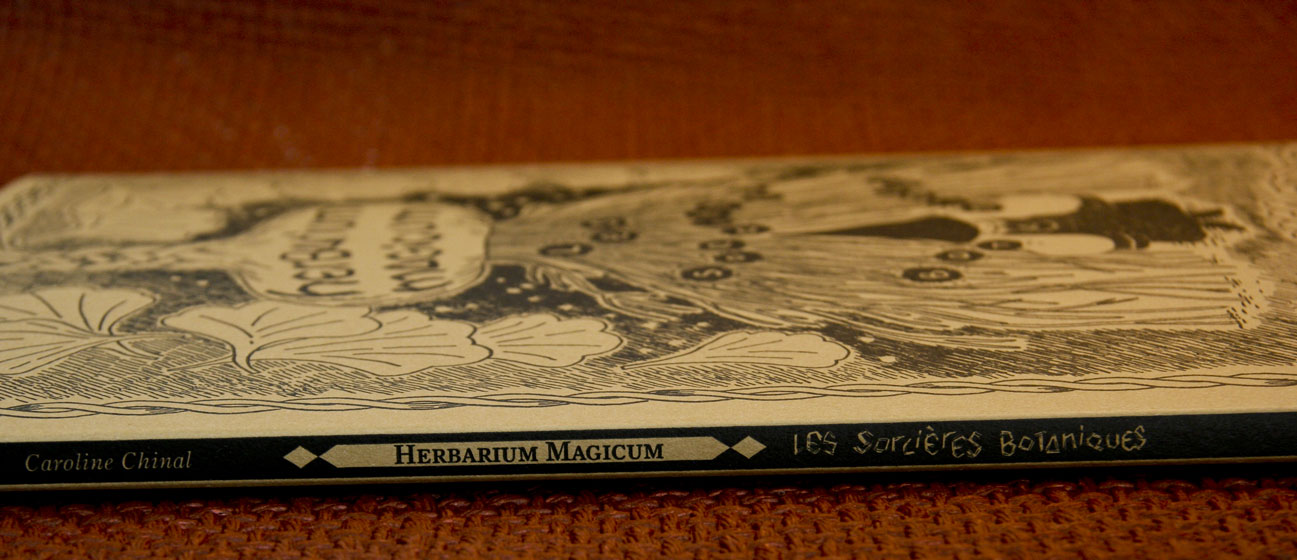 Caroline Chinal
HERBARIUM MAGICUM
LES SORCIÈRES BOTANIQUES